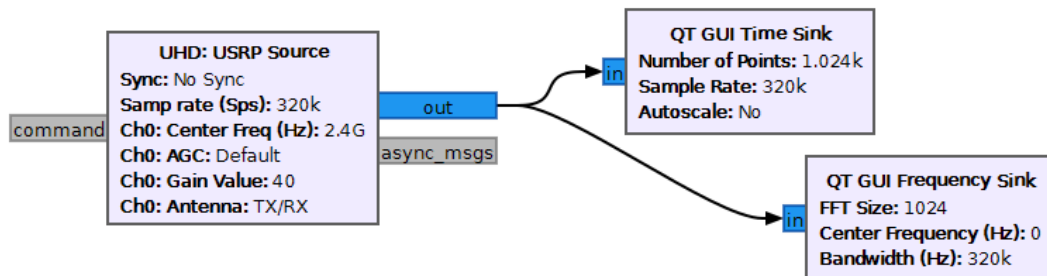 UHD: USRP Source
Sync: No Sync
Samp rate (Sps): 320k
Ch0: Center Freq (Hz): 2.4G
Ch0: AGC: Default
Ch0: Gain Value: 40
Ch0: Antenna: TX/RX
command
out
async_msgs
in
QT GUI Time Sink
Number of Points: 1.024k
Sample Rate: 320k
Autoscale: No
in
QT GUI Frequency Sink
FFT Size: 1024
Center Frequency (Hz): 0
Bandwidth (Hz): 320k